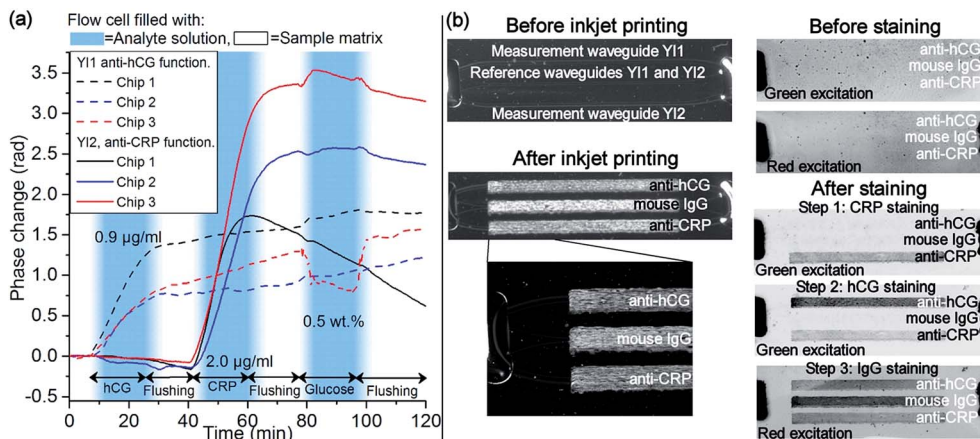 (a)
Flow cell filled with:
=Analyte solution, =Sample matrix
YI1 anti-hCG function.
Chip 1
Chip 2
Chip 3
YI2, anti-CRP function.
Chip 1
Chip 2
Chip 3
3.5
3.0
2.5
2.0
1.5
1.0
0.5
0.0
-0.5
Phase change (rad)
0.9 µg/ml
2.0 µg/ml
0.5 wt.%
hCG Flushing CRP Flushing Glucose Flushing
0 20 40 60 80 100 120
Time (min)
(b)
Before inkjet printing
Measurement waveguide YI1
Reference waveguides YI1 and YI2
Measurement waveguide YI2
After inkjet printing
anti-hCG
mouse IgG
anti-CRP
anti-hCG
mouse IgG
anti-CRP
Before staining
anti-hCG
mouse IgG
anti-CRP
Green excitation
anti-hCG
mouse IgG
anti-CRP
Red excitation
After staining
Step 1: CRP staining
anti-hCG
mouse IgG
anti-CRP
Green excitation
Step 2: hCG staining
anti-hCG
mouse IgG
anti-CRP
Green excitation
Step 3: IgG staining
anti-hCG
mouse IgG
anti-CRP
Red excitation